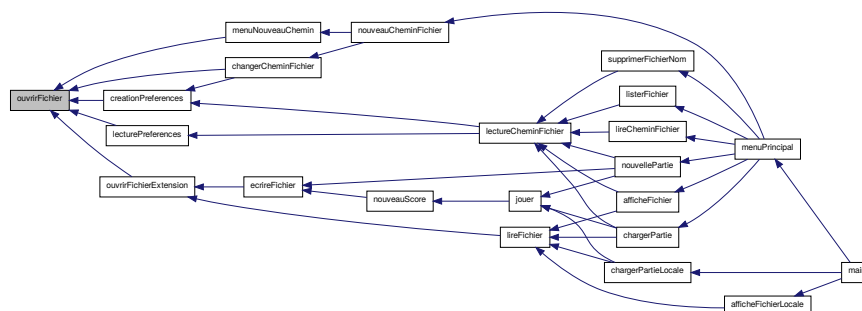 menuNouveauChemin
nouveauCheminFichier
changerCheminFichier
supprimerFichierNom
ouvrirFichier
creationPreferences
listerFichier
lecturePreferences
lectureCheminFichier
lireCheminFichier
menuPrincipal
nouvellePartie
ouvrirFichierExtension
ecrireFichier
nouveauScore
jouer
afficheFichier
lireFichier
chargerPartie
chargerPartieLocale
main
afficheFichierLocale